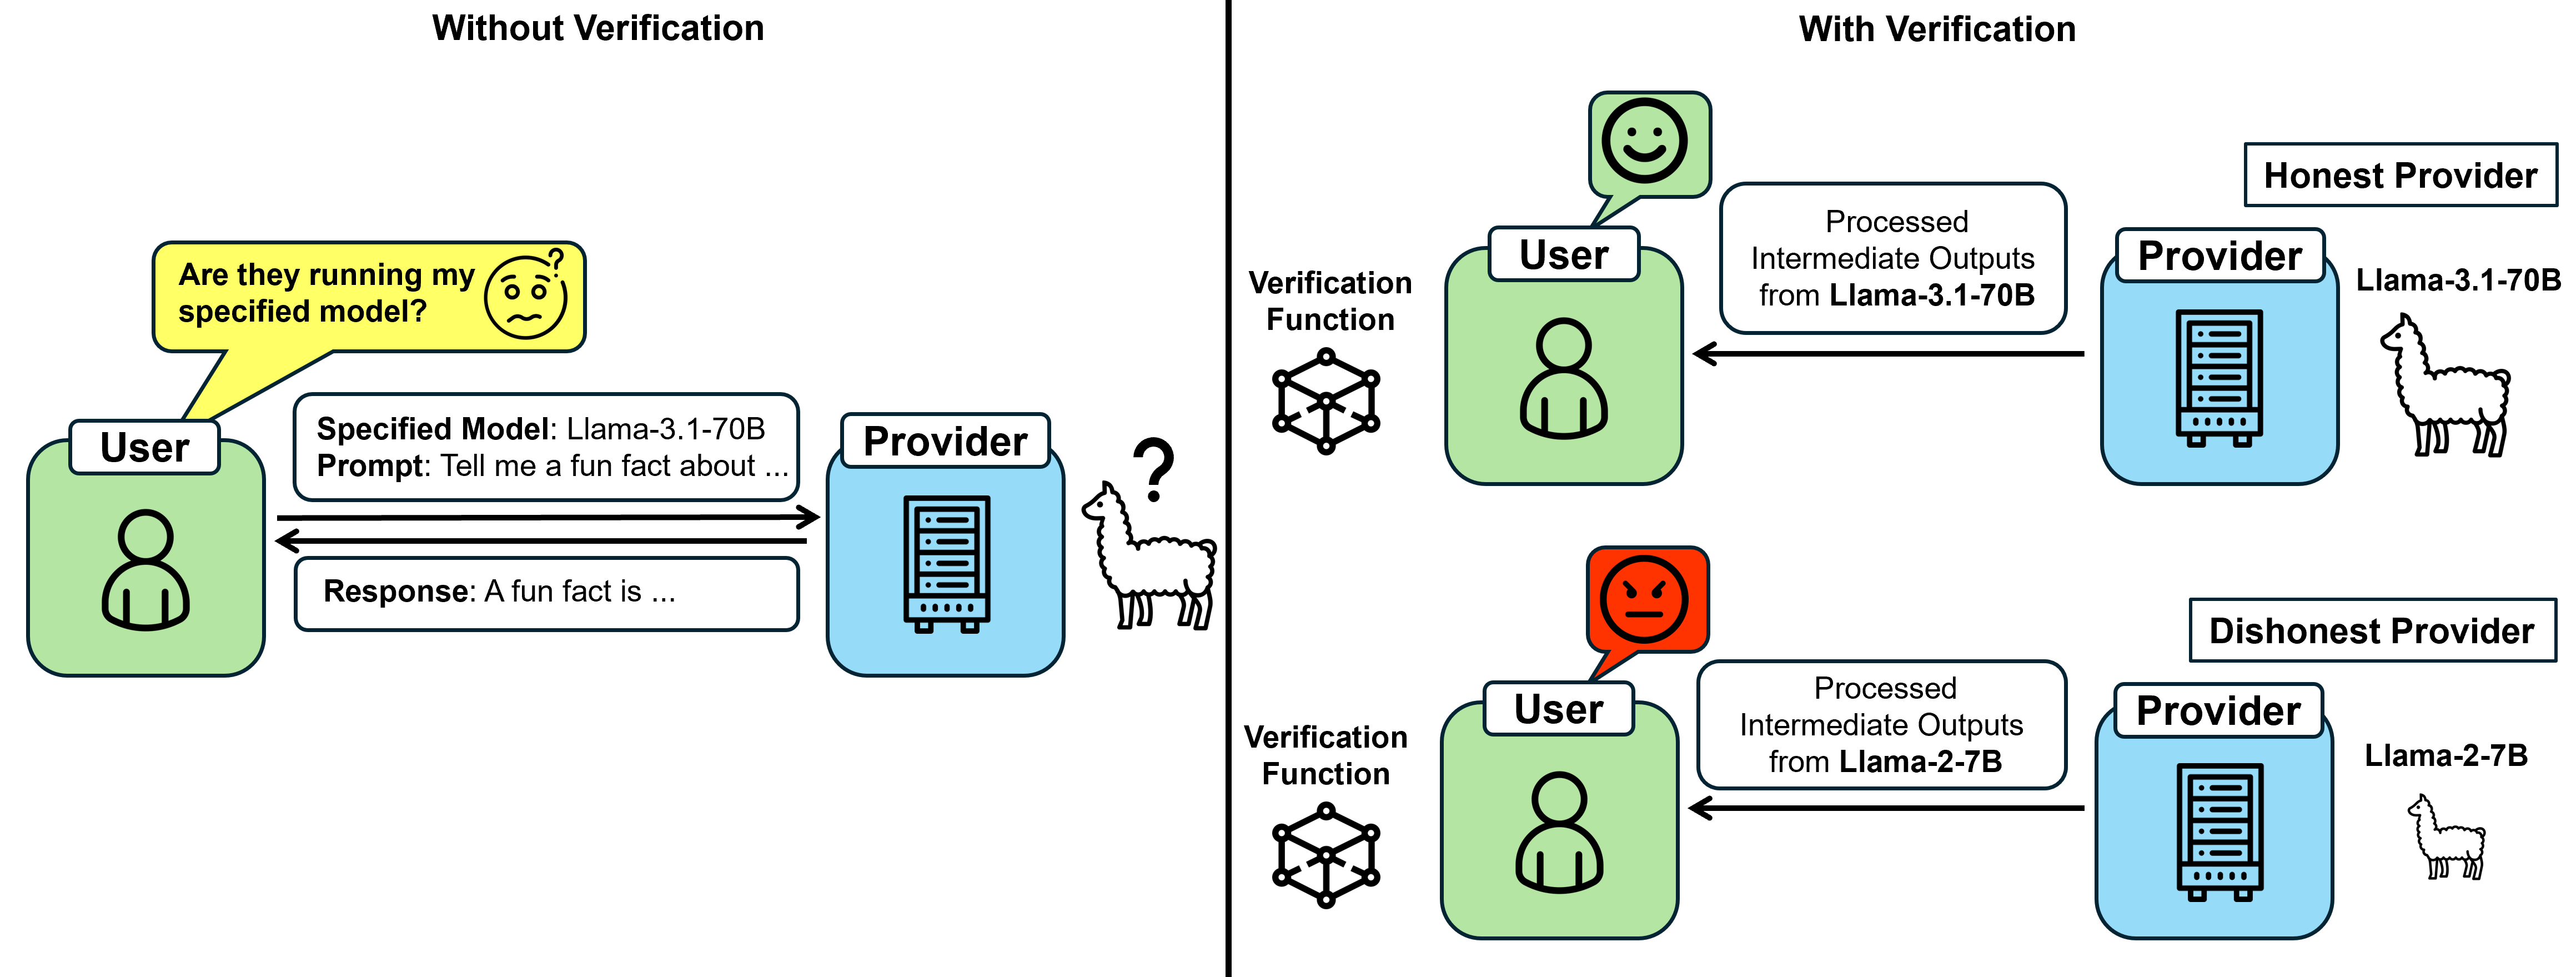 Without Verification
Are they running my
specified model?
?
User
Specified Model: Llama-3.1-70B
Prompt: Tell me a fun fact about ...
Response: A fun fact is ...
Provider
?
With Verification
Honest Provider
Verification
Function
User
Processed
Intermediate Outputs
from Llama-3.1-70B
Provider
Llama-3.1-70B
Dishonest Provider
Verification
Function
User
Processed
Intermediate Outputs
from Llama-2-7B
Provider
Llama-2-7B